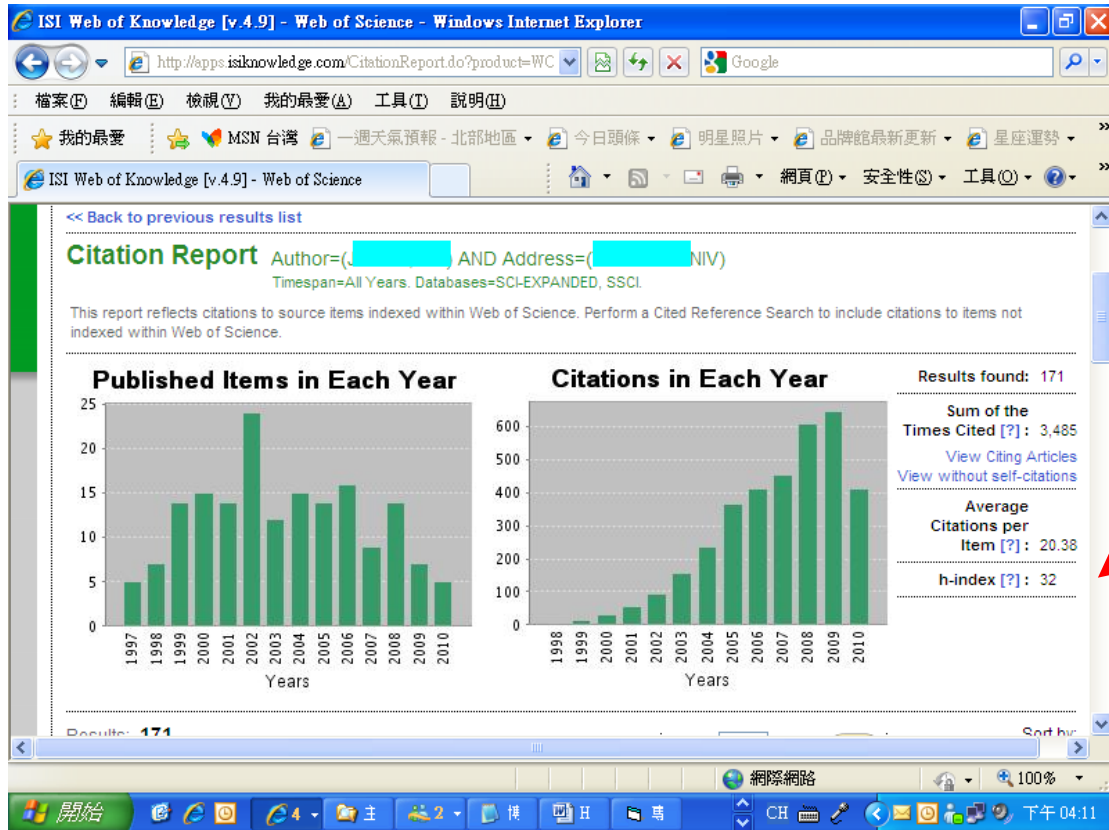 ISI Web of Knowledge [v.4.9] - Web of Science - Windows Internet Explorer
http://apps.isiknowledge.com/CitationReport.do?product=WC
Google
檔案(F) 編輯(E) 檢視(V) 我的最愛(A) 工具(T) 說明(H)
我的最愛 MSN 台灣 一週天氣預報 - 北部地區 今日頭條 明星照片 品牌館最新更新 星座運勢 »
ISI Web of Knowledge [v.4.9] - Web of Science 網頁(P) 安全性(S) 工具(O) »
<< Back to previous results list
Citation Report Author=(J ) AND Address=( NIV)
Timespan=All Years. Databases=SCI-EXPANDED, SSCI.
This report reflects citations to source items indexed within Web of Science. Perform a Cited Reference Search to include citations to items not
indexed within Web of Science.
Published Items in Each Year
25
20
15
10
5
0
1997 1998 1999 2000 2001 2002 2003 2004 2005 2006 2007 2008 2009 2010
Years
Citations in Each Year
600
500
400
300
200
100
0
1998 1999 2000 2001 2002 2003 2004 2005 2006 2007 2008 2009 2010
Years
Results found: 171
Sum of the
Times Cited [?] : 3,485
View Citing Articles
View without self-citations
Average
Citations per
Item [?] : 20.38
h-index [?] : 32
Results: 171
Sort by:
網際網路 100%
開始 4 主 2 H CH 下午 04:11